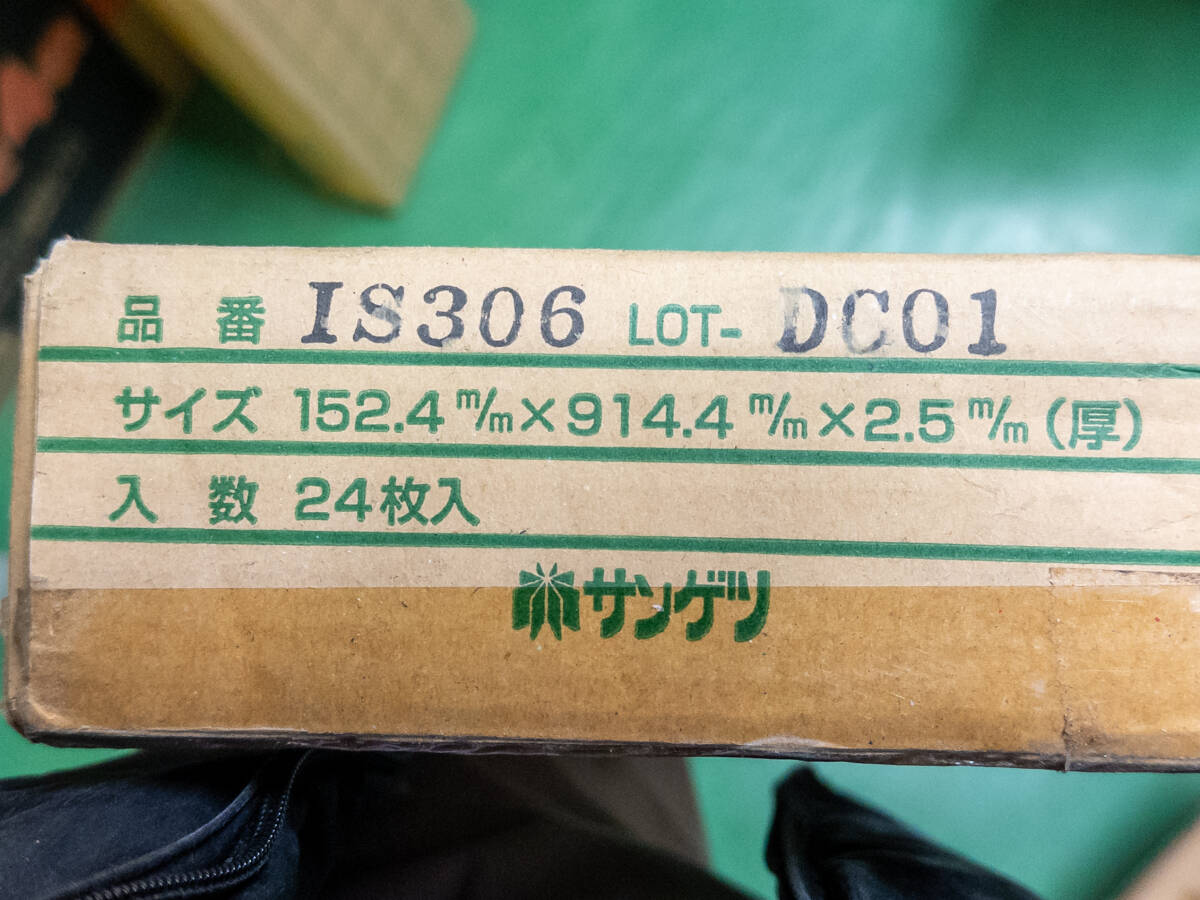 品番 IS306 LOT- DC01
サイズ 152.4 m/m × 914.4 m/m × 2.5 m/m (厚)
入数 24枚入
サンゲツ